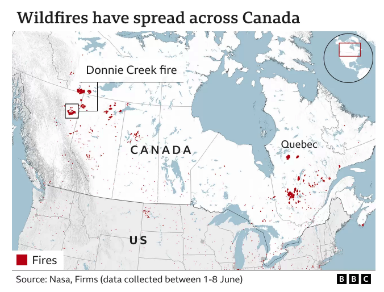 Wildfires have spread across Canada
Donnie Creek fire
Quebec
CANADA
US
Fires
Source: Nasa, Firms (data collected between 1-8 June)
BBC